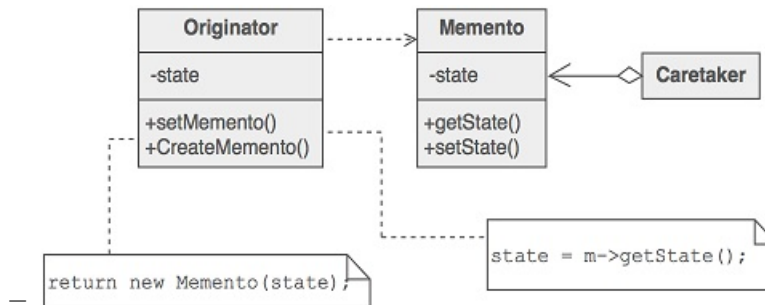 Originator
-state
+setMemento()
+CreateMemento()
Memento
-state
+getState()
+setState()
Caretaker
return new Memento(state);
state = m->getState();